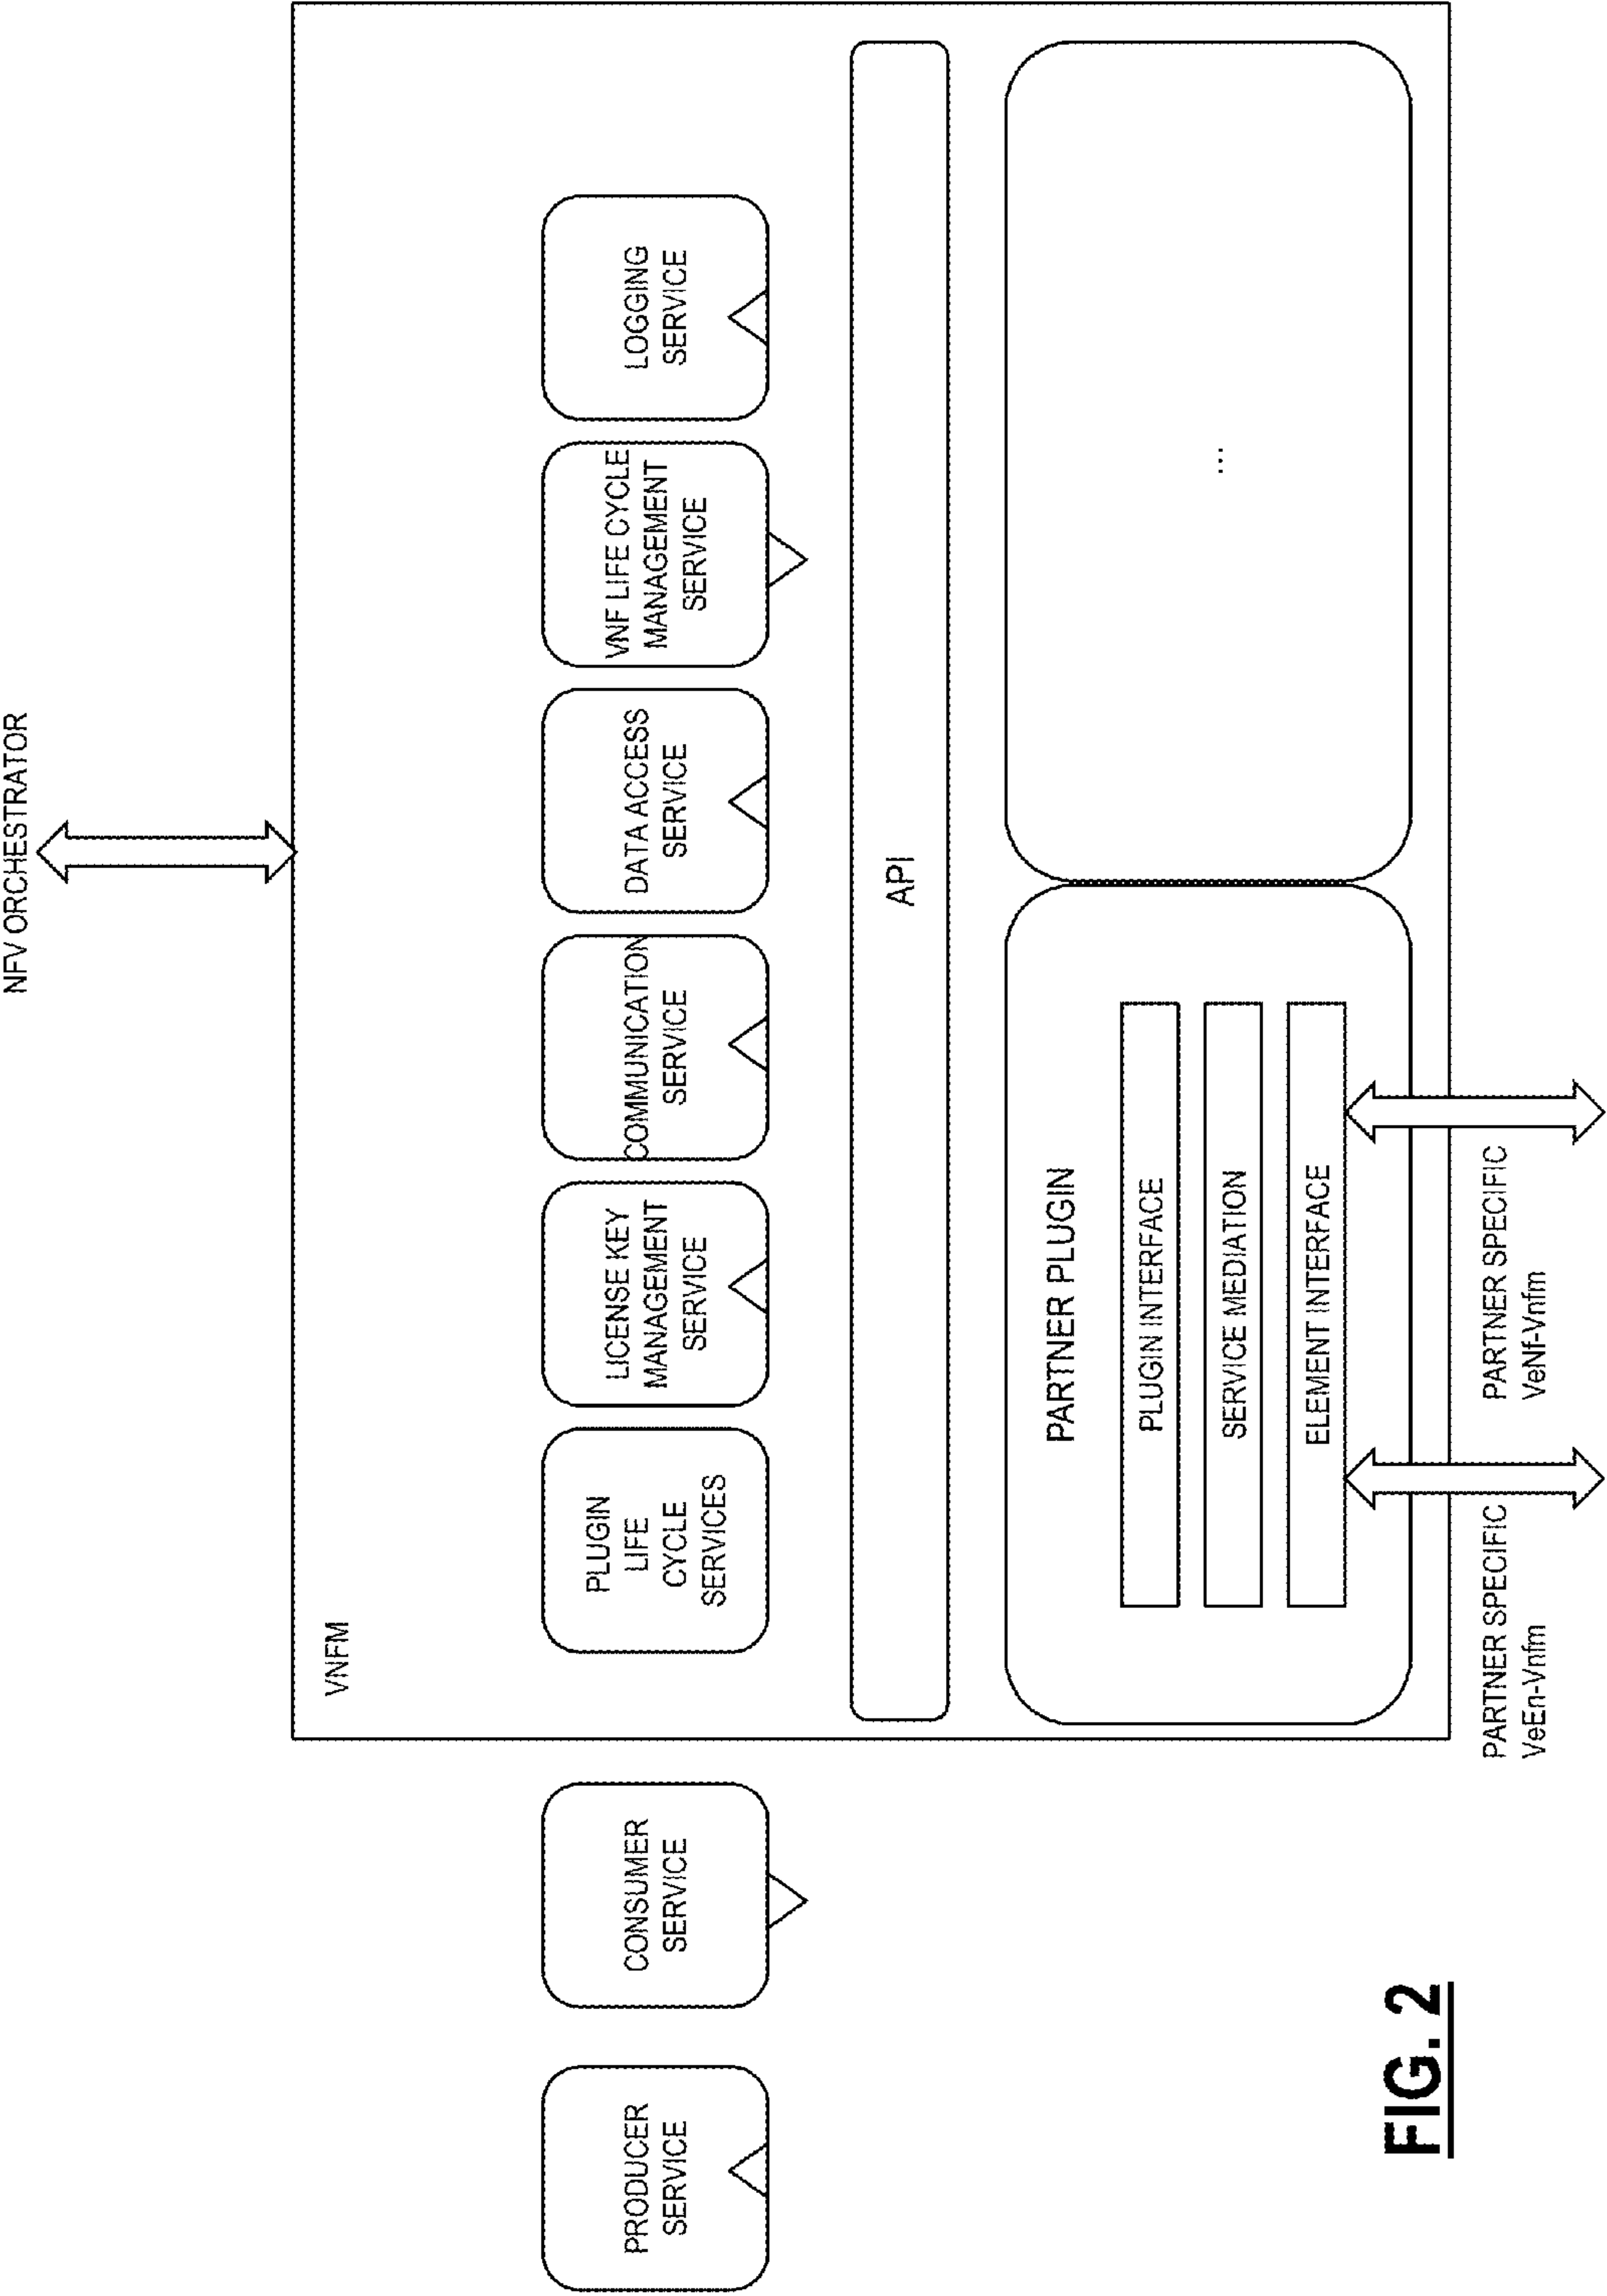 NFV ORCHESTRATOR
VNFM
PRODUCER
SERVICE
CONSUMER
SERVICE
PLUGIN
LIFE
CYCLE
SERVICES
LICENSE KEY
MANAGEMENT
SERVICE
COMMUNICATION
SERVICE
DATA ACCESS
SERVICE
VNF LIFE CYCLE
MANAGEMENT
SERVICE
LOGGING
SERVICE
API
PARTNER PLUGIN
PLUGIN INTERFACE
SERVICE MEDIATION
ELEMENT INTERFACE
...
PARTNER SPECIFIC
VeEn-Vnfm
PARTNER SPECIFIC
VeNf-Vnfm
FIG. 2